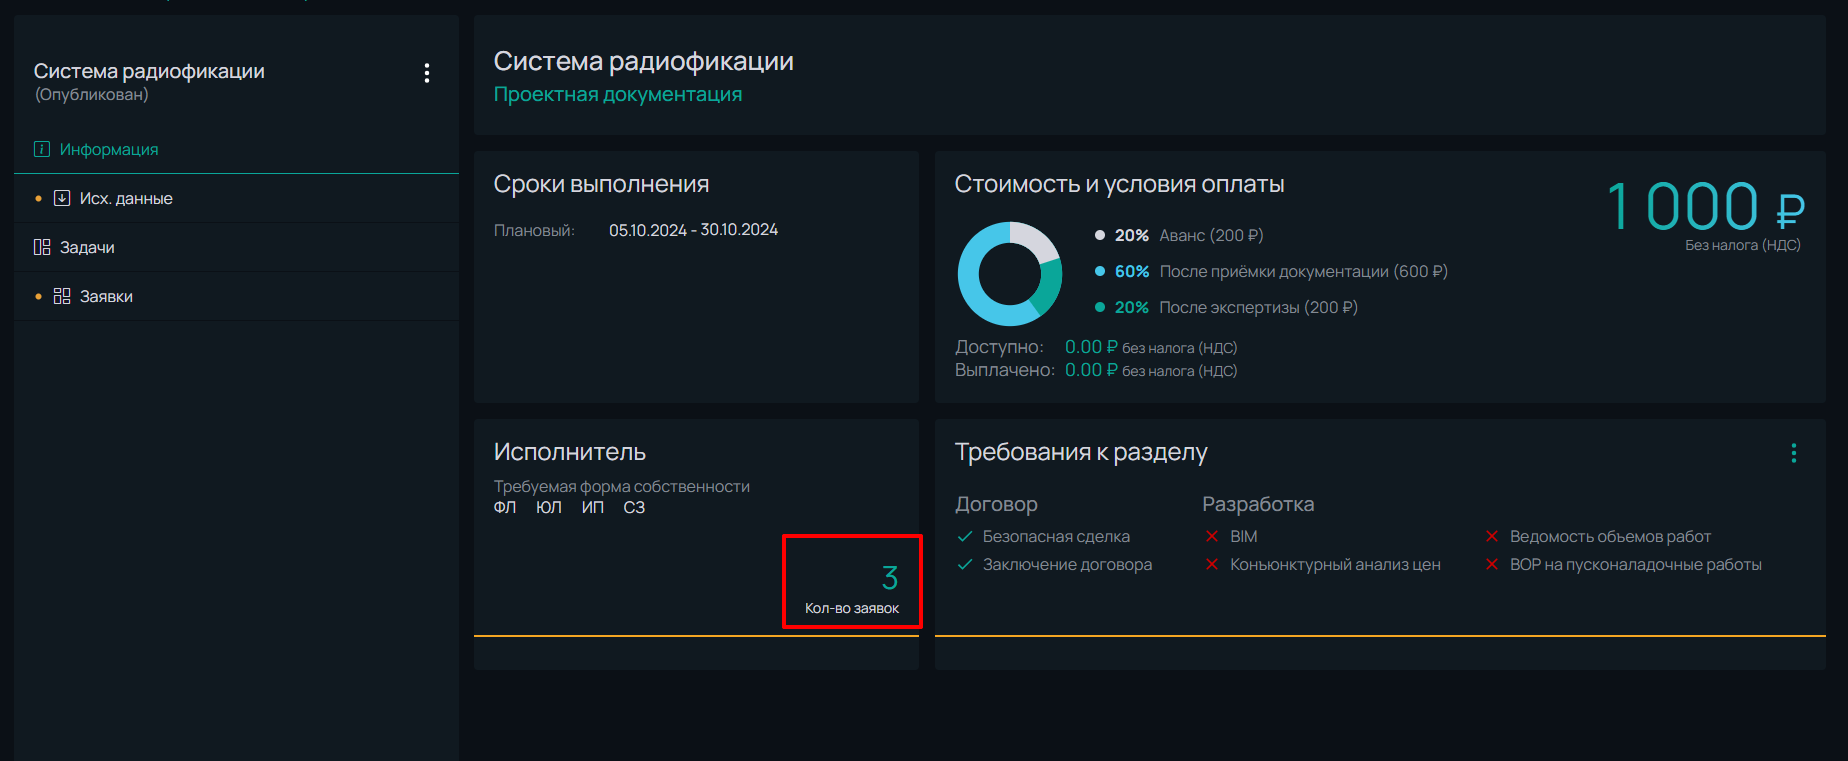 Система радиофикации
(Опубликован)
Информация
Исх. данные
Задачи
Заявки
Система радиофикации
Проектная документация
Сроки выполнения
Плановый: 05.10.2024 - 30.10.2024
Стоимость и условия оплаты
1 000 ₽
Без налога (НДС)
20% Аванс (200 ₽)
60% После приёмки документации (600 ₽)
20% После экспертизы (200 ₽)
Доступно: 0.00 ₽ без налога (НДС)
Выплачено: 0.00 ₽ без налога (НДС)
Исполнитель
Требуемая форма собственности
ФЛ ЮЛ ИП СЗ
3
Кол-во заявок
Требования к разделу
Договор
Безопасная сделка
Заключение договора
Разработка
BIM
Конъюнктурный анализ цен
Ведомость объемов работ
ВОР на пусконаладочные работы